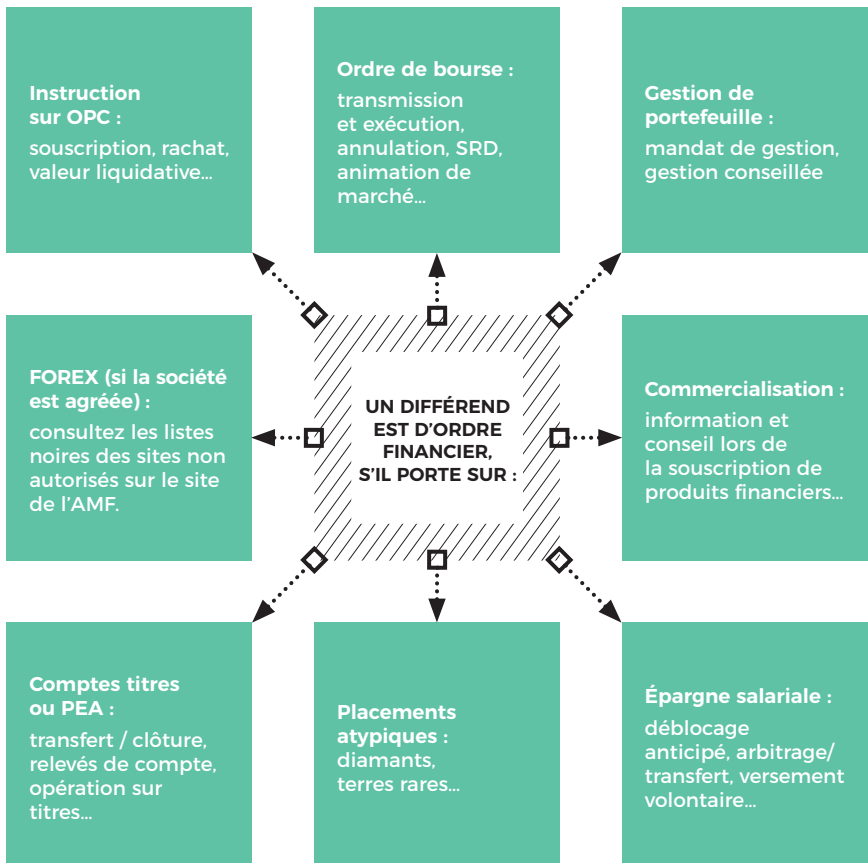 Instruction
sur OPC :
souscription, rachat,
valeur liquidative…
Ordre de bourse :
transmission
et exécution,
annulation, SRD,
animation de
marché…
Gestion de
portefeuille :
mandat de gestion,
gestion conseillée
FOREX (si la société
est agréée) :
consultez les listes
noires des sites non
autorisés sur le site
de l’AMF.
UN DIFFÉREND
EST D’ORDRE
FINANCIER,
S’IL PORTE SUR :
Commercialisation :
information et
conseil lors de
la souscription de
produits financiers…
Comptes titres
ou PEA :
transfert / clôture,
relevés de compte,
opération sur
titres…
Placements
atypiques :
diamants,
terres rares…
Épargne salariale :
déblocage
anticipé, arbitrage/
transfert, versement
volontaire…